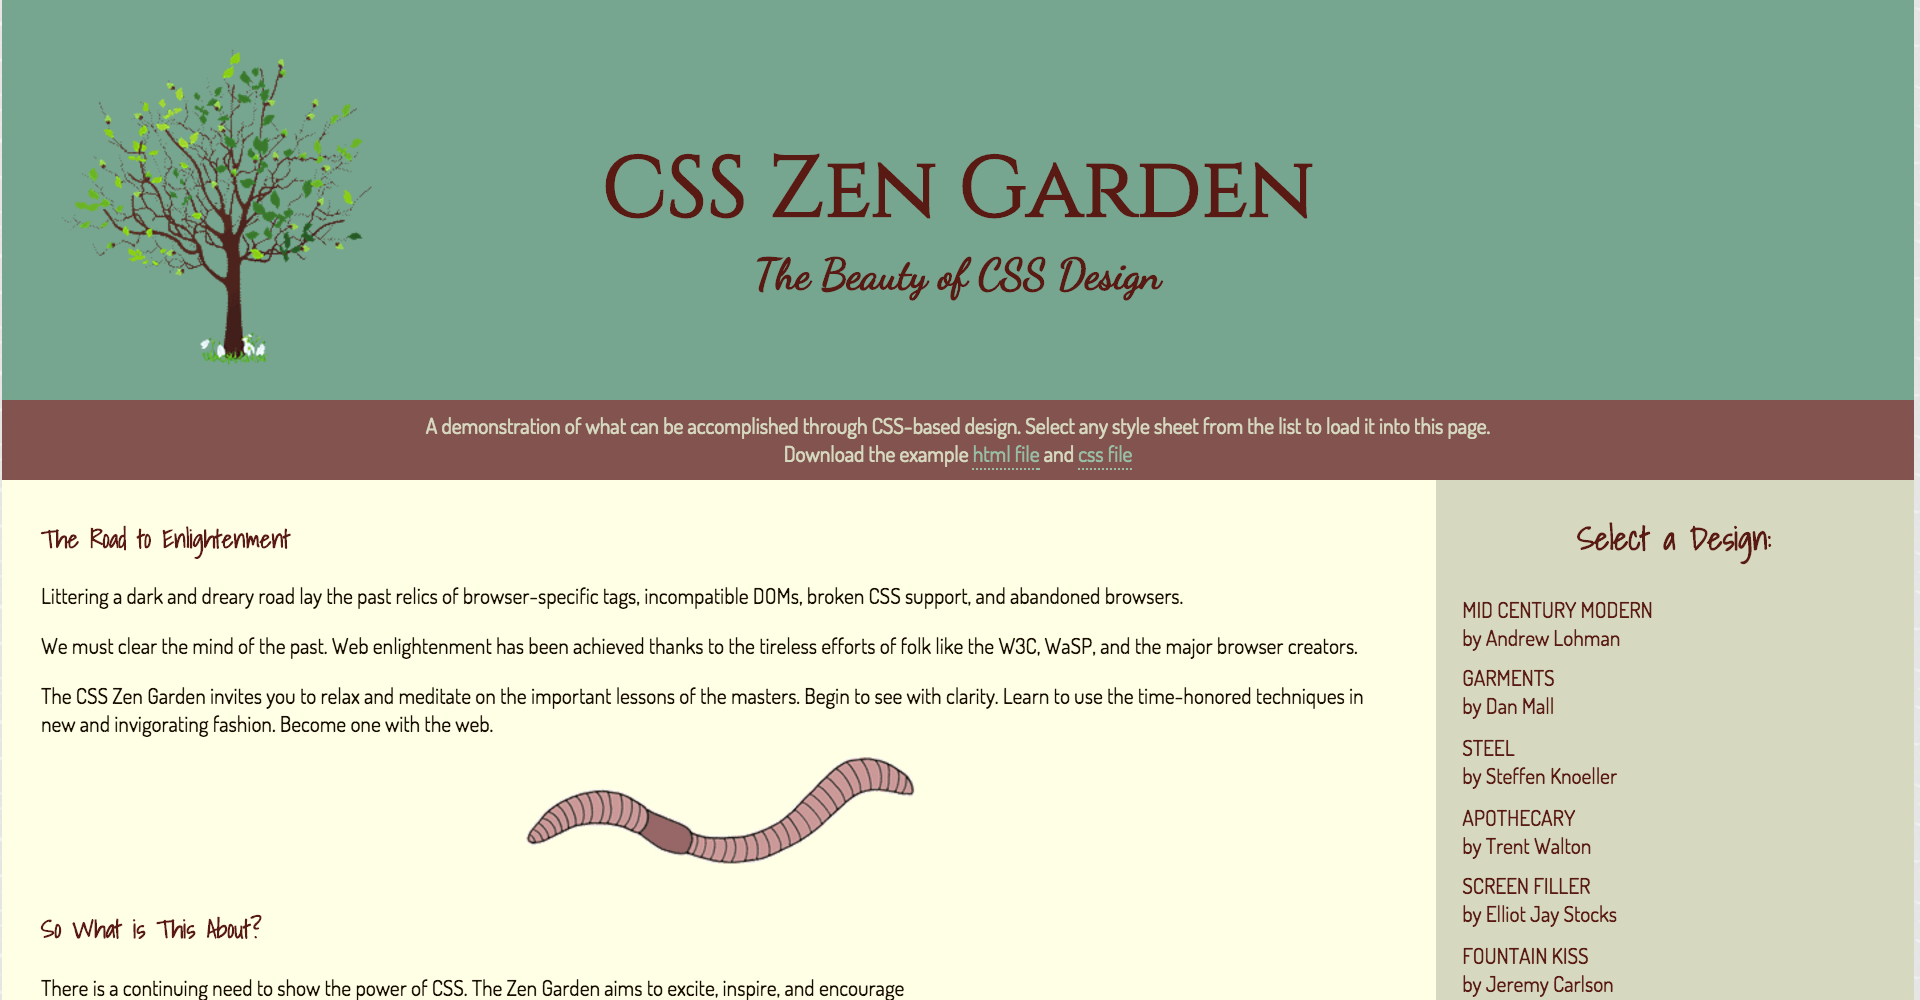 CSS Zen Garden
The Beauty of CSS Design
A demonstration of what can be accomplished through CSS-based design. Select any style sheet from the list to load it into this page.
Download the example html file and css file
The Road to Enlightenment
Littering a dark and dreary road lay the past relics of browser-specific tags, incompatible DOMs, broken CSS support, and abandoned browsers.
We must clear the mind of the past. Web enlightenment has been achieved thanks to the tireless efforts of folk like the W3C, WaSP, and the major browser creators.
The CSS Zen Garden invites you to relax and meditate on the important lessons of the masters. Begin to see with clarity. Learn to use the time-honored techniques in
new and invigorating fashion. Become one with the web.
So What is This About?
There is a continuing need to show the power of CSS. The Zen Garden aims to excite, inspire, and encourage
Select a Design:
MID CENTURY MODERN
by Andrew Lohman
GARMENTS
by Dan Mall
STEEL
by Steffen Knoeller
APOTHECARY
by Trent Walton
SCREEN FILLER
by Elliot Jay Stocks
FOUNTAIN KISS
by Jeremy Carlson